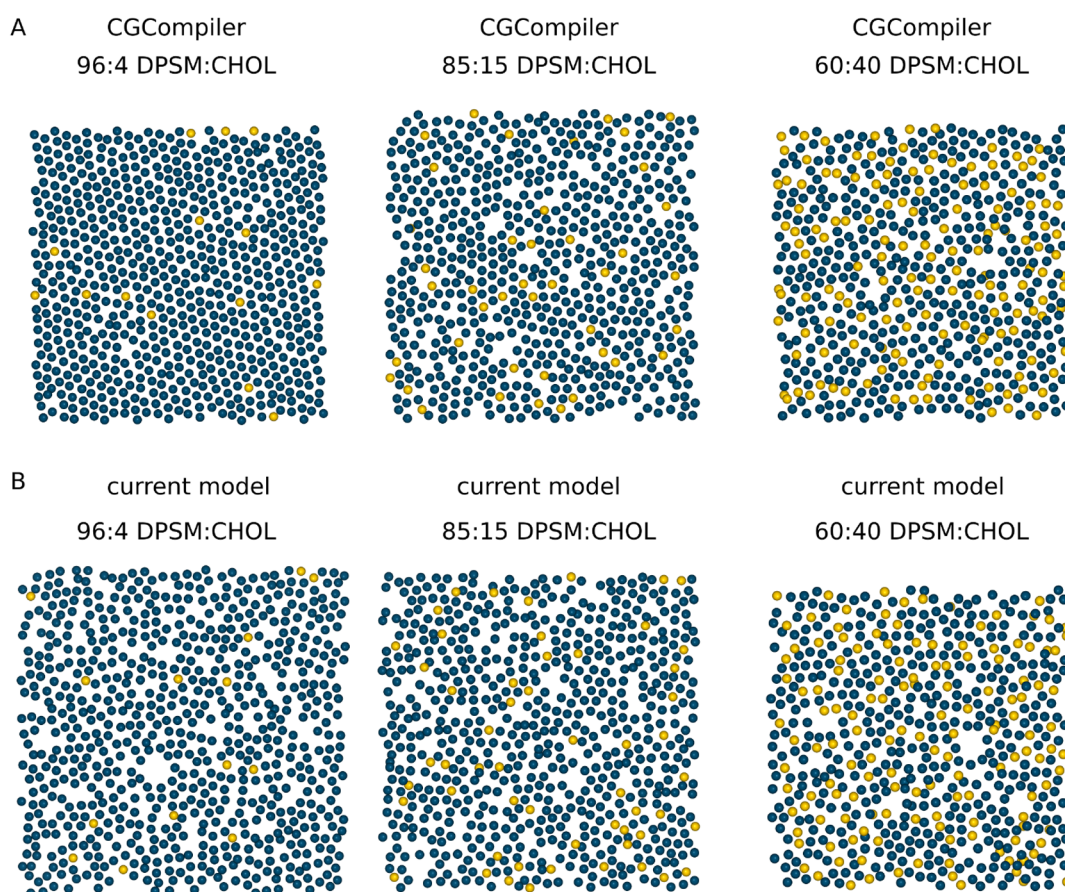 A
CGCompiler CGCompiler CGCompiler
96:4 DPSM:CHOL 85:15 DPSM:CHOL 60:40 DPSM:CHOL
B
current model current model current model
96:4 DPSM:CHOL 85:15 DPSM:CHOL 60:40 DPSM:CHOL